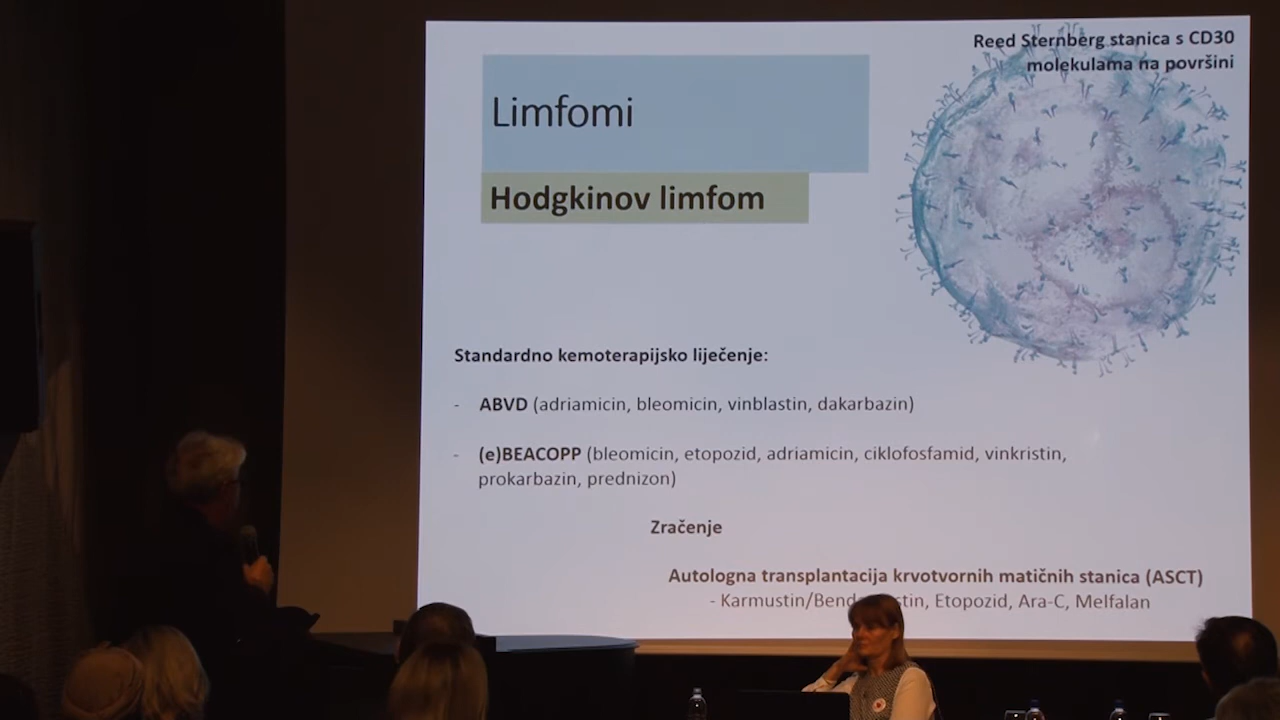 Reed Sternberg stanica s CD30
molekulama na površini
Limfomi
Hodgkinov limfom
Standardno kemoterapijsko liječenje:
- ABVD (adriamicin, bleomicin, vinblastin, dakarbazin)
- (e)BEACOPP (bleomicin, etopozid, adriamicin, ciklofosfamid, vinkristin,
prokarbazin, prednizon)
Zračenje
Autologna transplantacija krvotvornih matičnih stanica (ASCT)
- Karmustin/ Etopozid, Ara-C, Melfalan